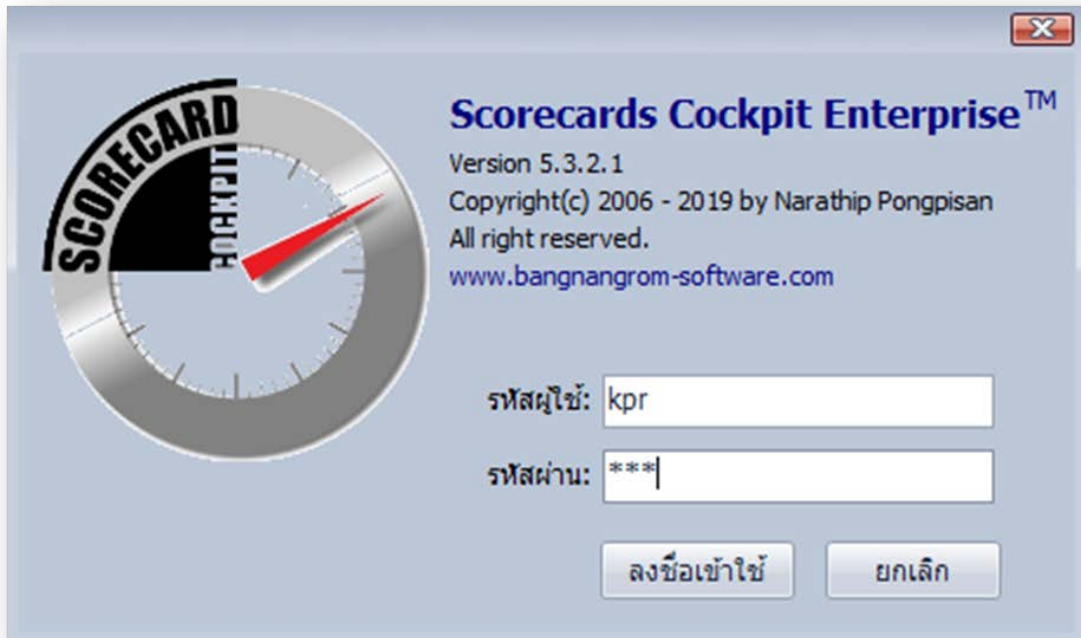 SCORECARD
COCKPIT
Scorecards Cockpit Enterprise™
Version 5.3.2.1
Copyright(c) 2006 - 2019 by Narathip Pongpisan
All right reserved.
www.bangnangrom-software.com
รหัสผู้ใช้: kpr
รหัสผ่าน: ***
ลงชื่อเข้าใช้ ยกเลิก